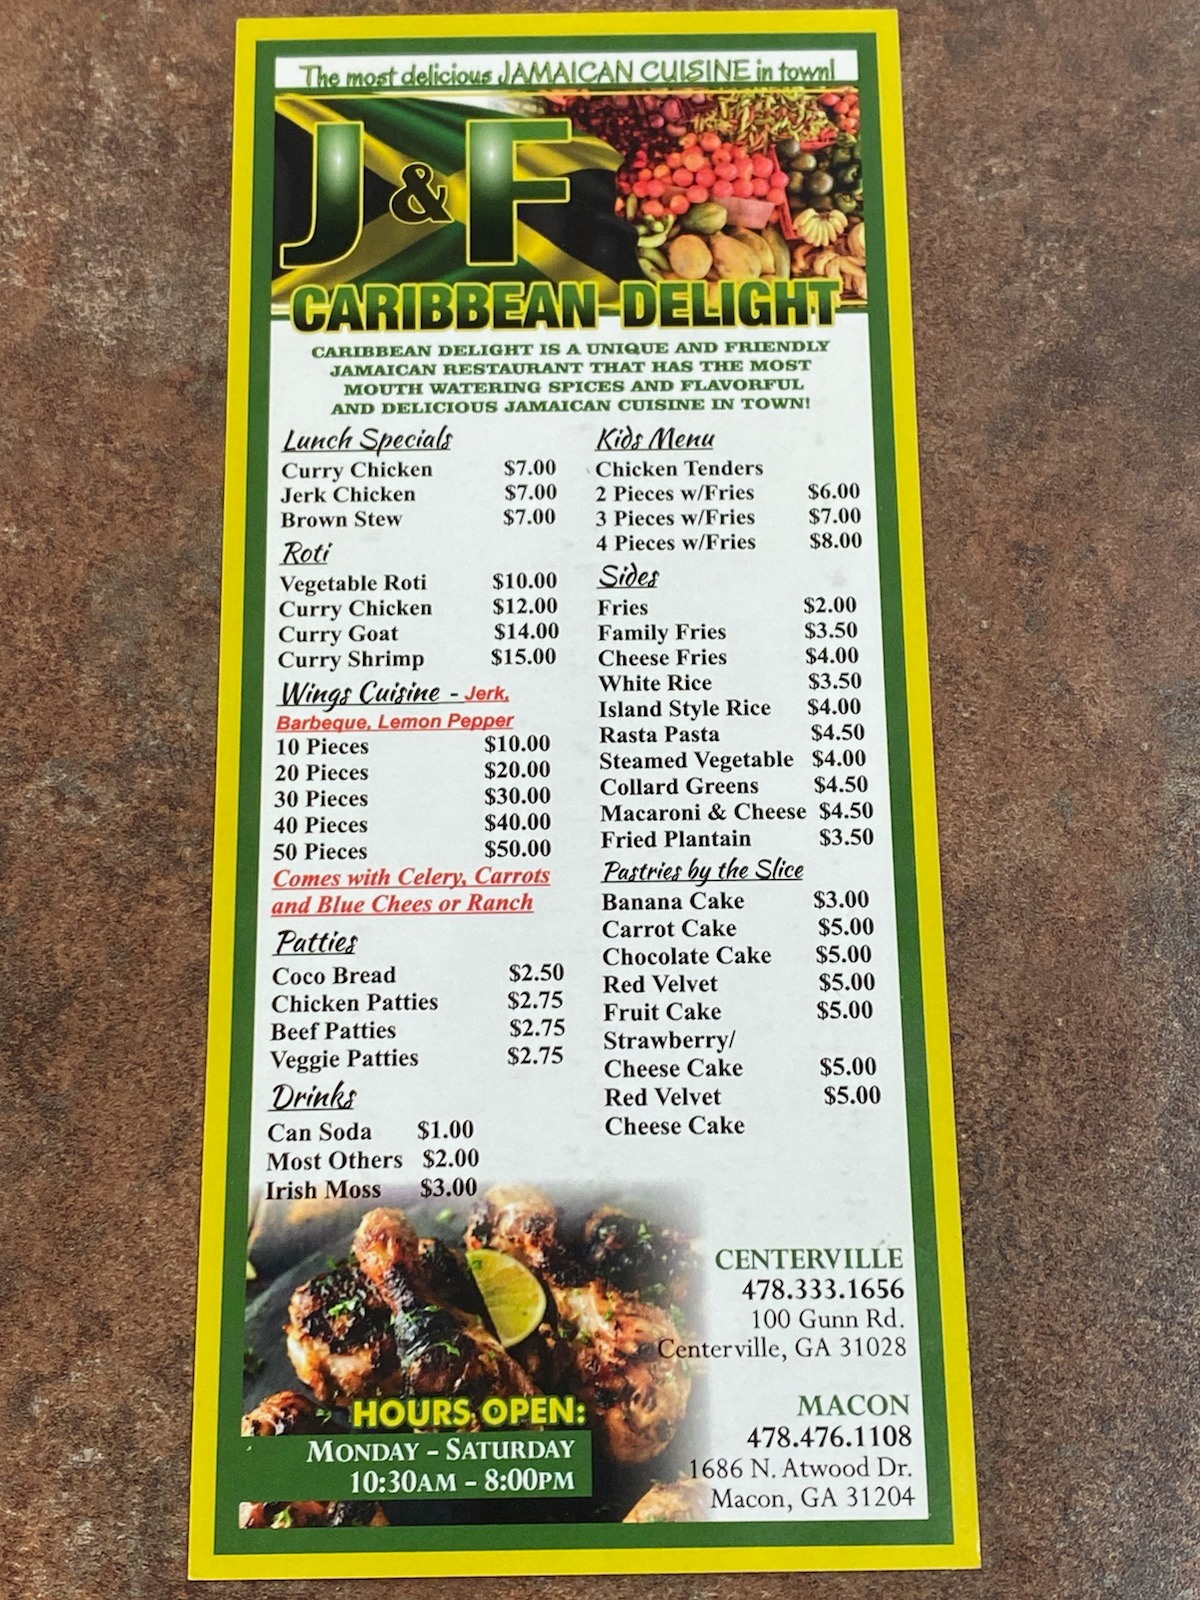 The most delicious JAMAICAN CUISINE in town!
J & F
CARIBBEAN DELIGHT
CARIBBEAN DELIGHT IS A UNIQUE AND FRIENDLY
JAMAICAN RESTAURANT THAT HAS THE MOST
MOUTH WATERING SPICES AND FLAVORFUL
AND DELICIOUS JAMAICAN CUISINE IN TOWN!
Lunch Specials
Curry Chicken $7.00
Jerk Chicken $7.00
Brown Stew $7.00
Roti
Vegetable Roti $10.00
Curry Chicken $12.00
Curry Goat $14.00
Curry Shrimp $15.00
Wings Cuisine - Jerk,
Barbeque, Lemon Pepper
10 Pieces $10.00
20 Pieces $20.00
30 Pieces $30.00
40 Pieces $40.00
50 Pieces $50.00
Comes with Celery, Carrots
and Blue Chees or Ranch
Patties
Coco Bread $2.50
Chicken Patties $2.75
Beef Patties $2.75
Veggie Patties $2.75
Drinks
Can Soda $1.00
Most Others $2.00
Irish Moss $3.00
Kids Menu
Chicken Tenders
2 Pieces w/Fries $6.00
3 Pieces w/Fries $7.00
4 Pieces w/Fries $8.00
Sides
Fries $2.00
Family Fries $3.50
Cheese Fries $4.00
White Rice $3.50
Island Style Rice $4.00
Rasta Pasta $4.50
Steamed Vegetable $4.00
Collard Greens $4.50
Macaroni & Cheese $4.50
Fried Plantain $3.50
Pastries by the Slice
Banana Cake $3.00
Carrot Cake $5.00
Chocolate Cake $5.00
Red Velvet $5.00
Fruit Cake $5.00
Strawberry/
Cheese Cake $5.00
Red Velvet $5.00
Cheese Cake
HOURS OPEN:
MONDAY - SATURDAY
10:30AM - 8:00PM
CENTERVILLE
478.333.1656
100 Gunn Rd.
Centerville, GA 31028
MACON
478.476.1108
1686 N. Atwood Dr.
Macon, GA 31204